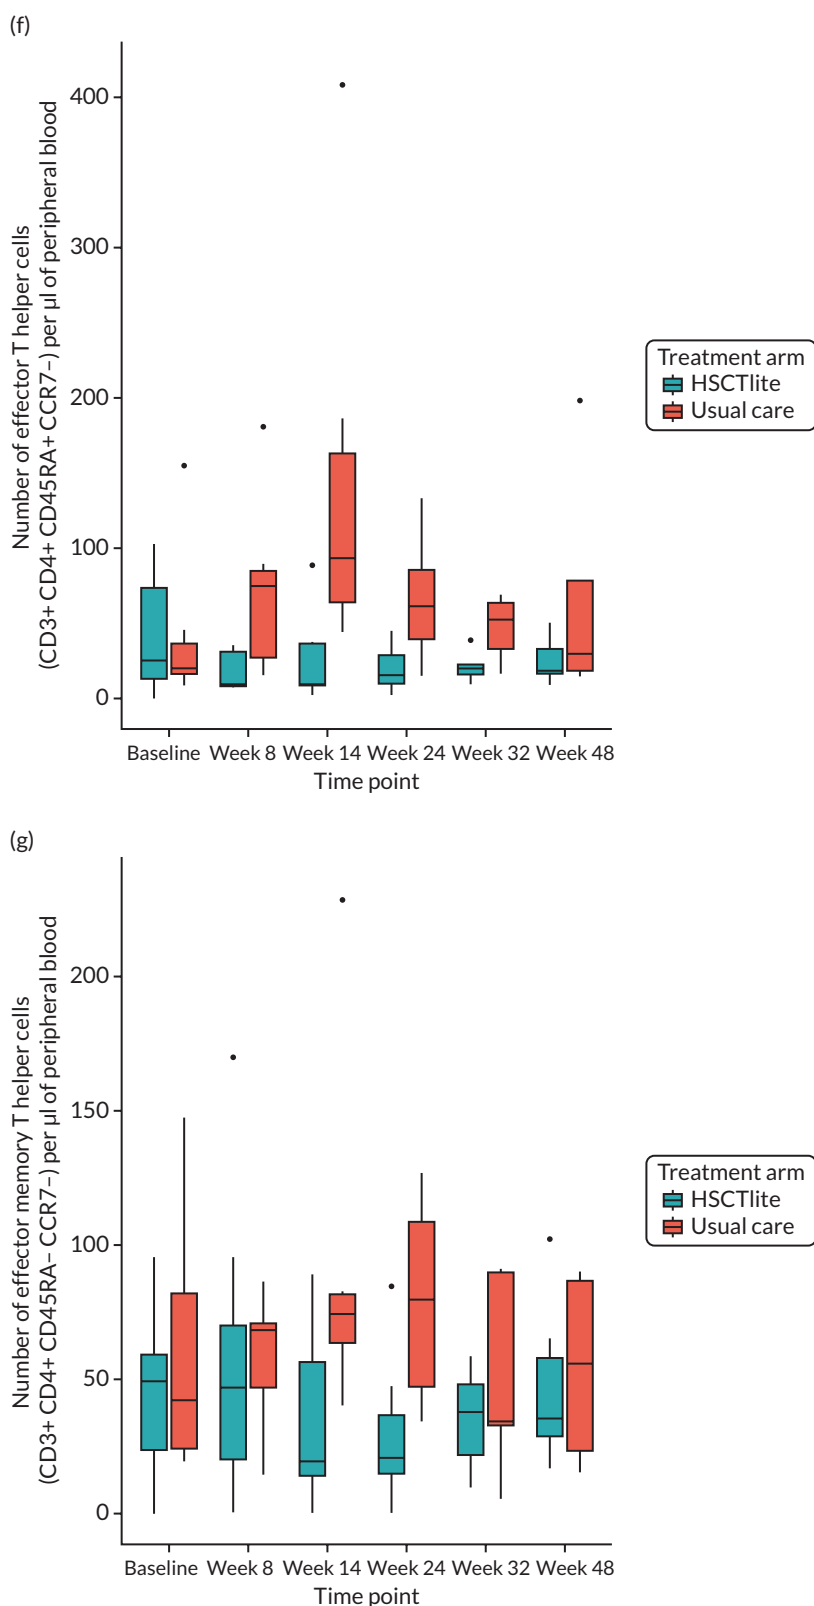 (f)
Number of effector T helper cells
(CD3+ CD4+ CD45RA+ CCR7−) per µl of peripheral blood
400
300
200
100
0
Baseline Week 8 Week 14 Week 24 Week 32 Week 48
Time point
Treatment arm
HSCTlite
Usual care
(g)
Number of effector memory T helper cells
(CD3+ CD4+ CD45RA− CCR7−) per µl of peripheral blood
200
150
100
50
0
Baseline Week 8 Week 14 Week 24 Week 32 Week 48
Time point
Treatment arm
HSCTlite
Usual care